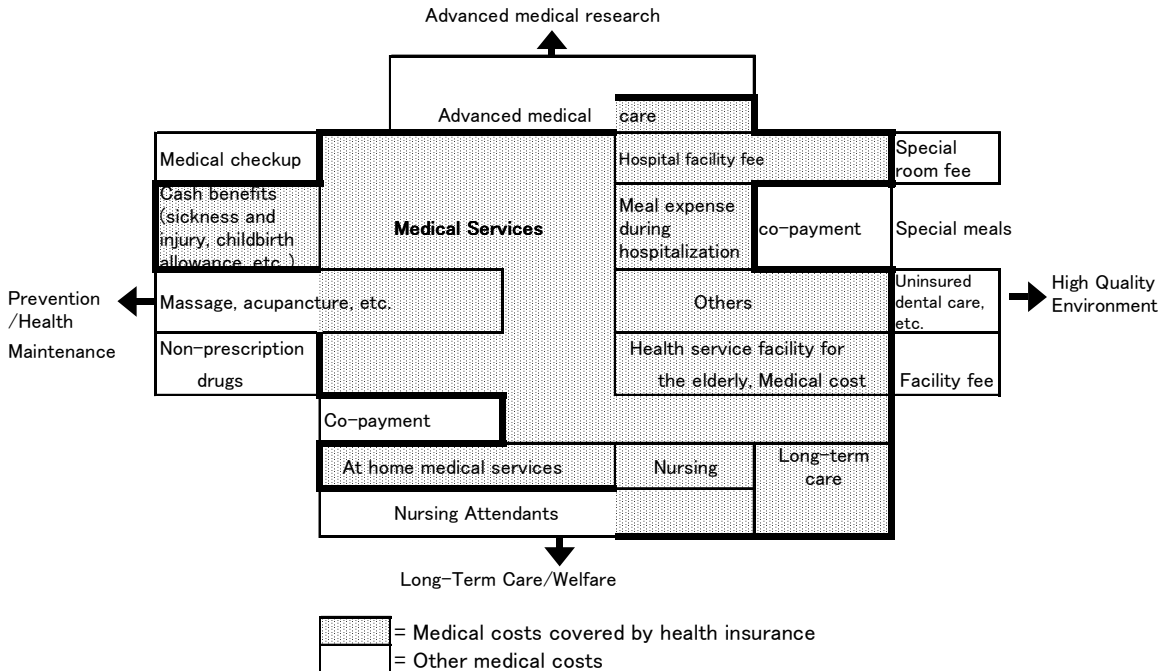 Advanced medical research
Advanced medical care
Medical checkup
Hospital facility fee
Special
room fee
Cash benefits
(sickness and
injury, childbirth
allowance, etc.)
Medical Services
Meal expense
during
hospitalization
co-payment
Special meals
Prevention
/Health
Maintenance
Massage, acupancture, etc.
Others
Uninsured
dental care,
etc.
High Quality
Environment
Non-prescription
drugs
Health service facility for
the elderly, Medical cost
Facility fee
Co-payment
At home medical services
Nursing
Long-term
care
Nursing Attendants
Long-Term Care/Welfare
= Medical costs covered by health insurance
= Other medical costs